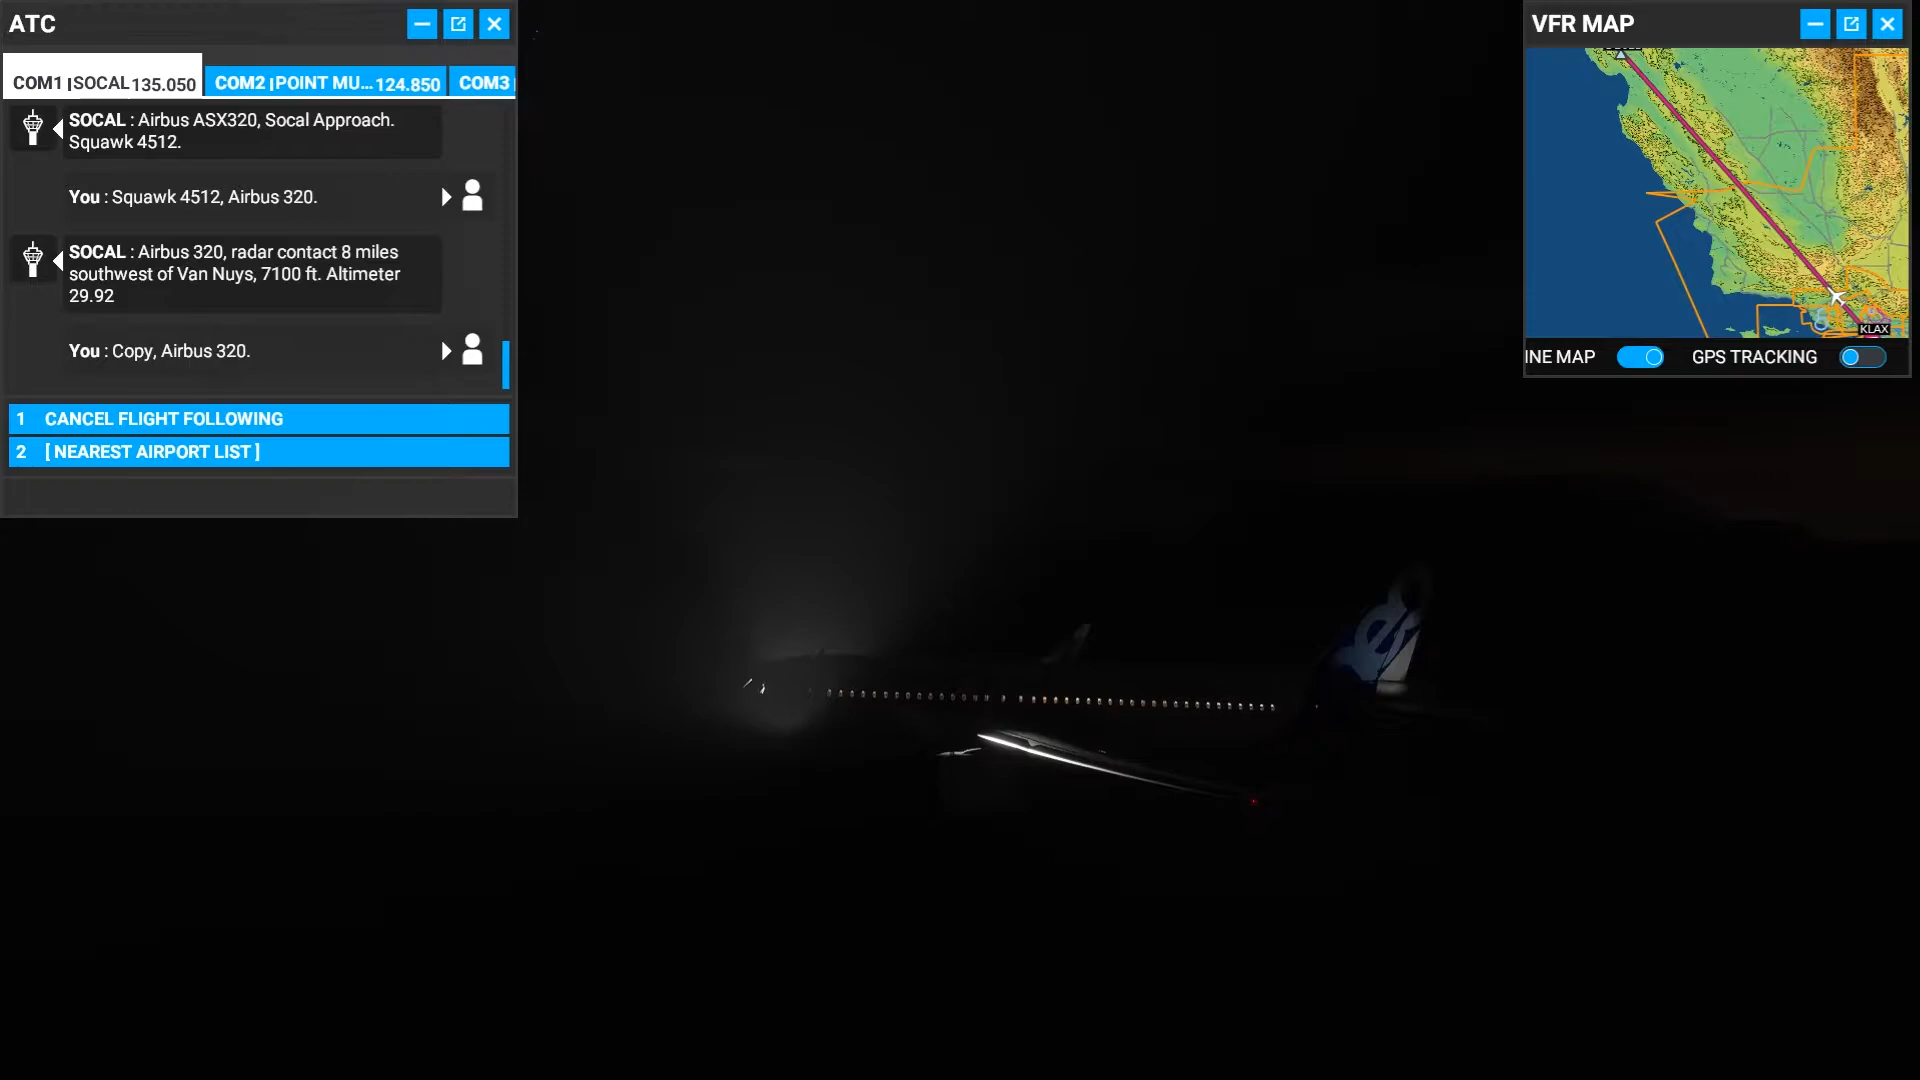 ATC
COM1 |SOCAL 135.050
COM2 |POINT MU... 124.850
COM3
SOCAL : Airbus ASX320, Socal Approach.
Squawk 4512.
You : Squawk 4512, Airbus 320.
SOCAL : Airbus 320, radar contact 8 miles
southwest of Van Nuys, 7100 ft. Altimeter
29.92
You : Copy, Airbus 320.
1 CANCEL FLIGHT FOLLOWING
2 [ NEAREST AIRPORT LIST ]
VFR MAP
KLAX
INE MAP
GPS TRACKING